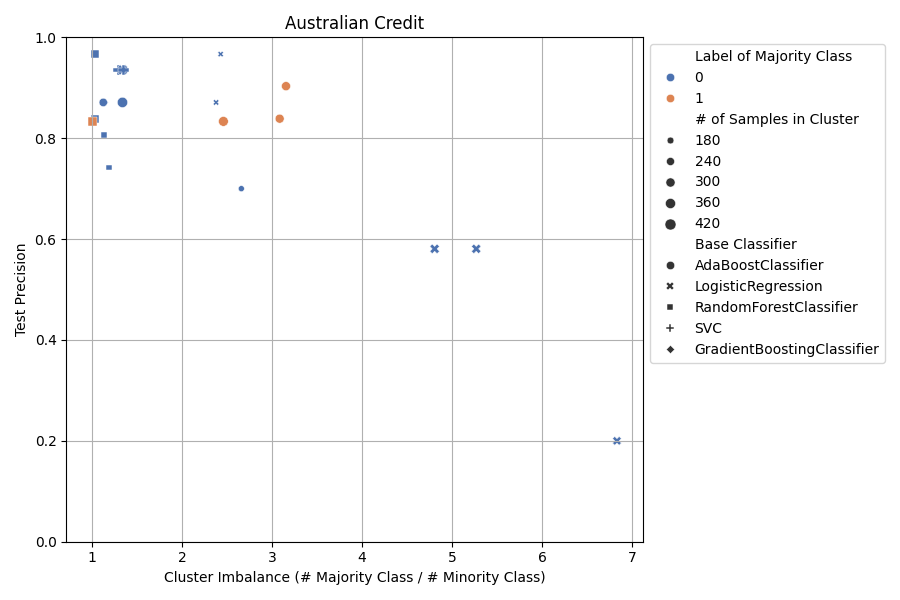 Australian Credit
1.0
0.8
0.6
0.4
0.2
0.0
Test Precision
1
2
3
4
5
6
7
Cluster Imbalance (# Majority Class / # Minority Class)
Label of Majority Class
0
1
# of Samples in Cluster
180
240
300
360
420
Base Classifier
AdaBoostClassifier
LogisticRegression
RandomForestClassifier
SVC
GradientBoostingClassifier